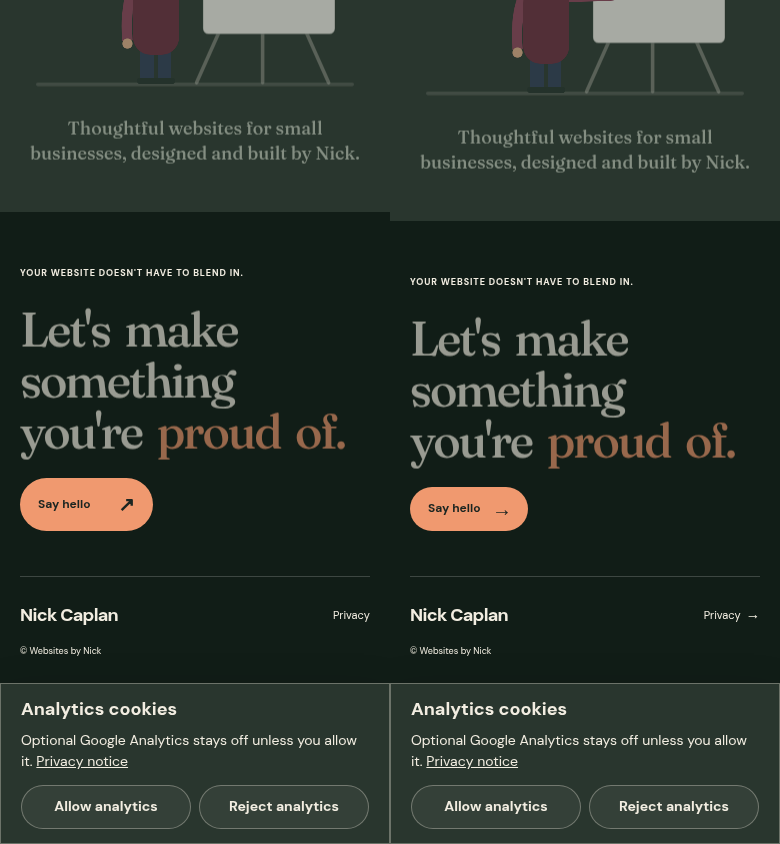 Thoughtful websites for small
businesses, designed and built by Nick.
YOUR WEBSITE DOESN'T HAVE TO BLEND IN.
Let's make
something
you're proud of.
Say hello ↗
Nick Caplan
Privacy
© Websites by Nick
Analytics cookies
Optional Google Analytics stays off unless you allow
it. Privacy notice
Allow analytics
Reject analytics
Thoughtful websites for small
businesses, designed and built by Nick.
YOUR WEBSITE DOESN'T HAVE TO BLEND IN.
Let's make
something
you're proud of.
Say hello →
Nick Caplan
Privacy →
© Websites by Nick
Analytics cookies
Optional Google Analytics stays off unless you allow
it. Privacy notice
Allow analytics
Reject analytics